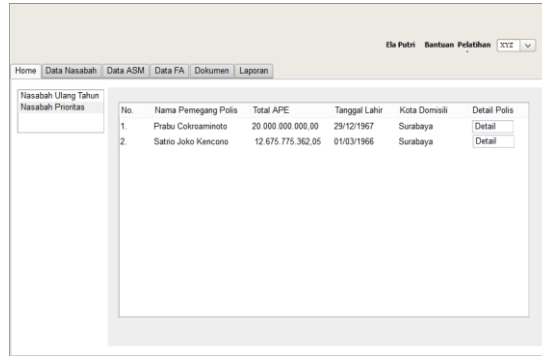 Ela Putri Bantuan Pelatihan XYZ
Home Data Nasabah Data ASM Data FA Dokumen Laporan
Nasabah Ulang Tahun
Nasabah Prioritas
No. Nama Pemegang Polis Total APE Tanggal Lahir Kota Domisili Detail Polis
1. Prabu Cokroaminoto 20.000.000.000,00 29/12/1967 Surabaya Detail
2. Satrio Joko Kencono 12.675.775.362,05 01/03/1966 Surabaya Detail